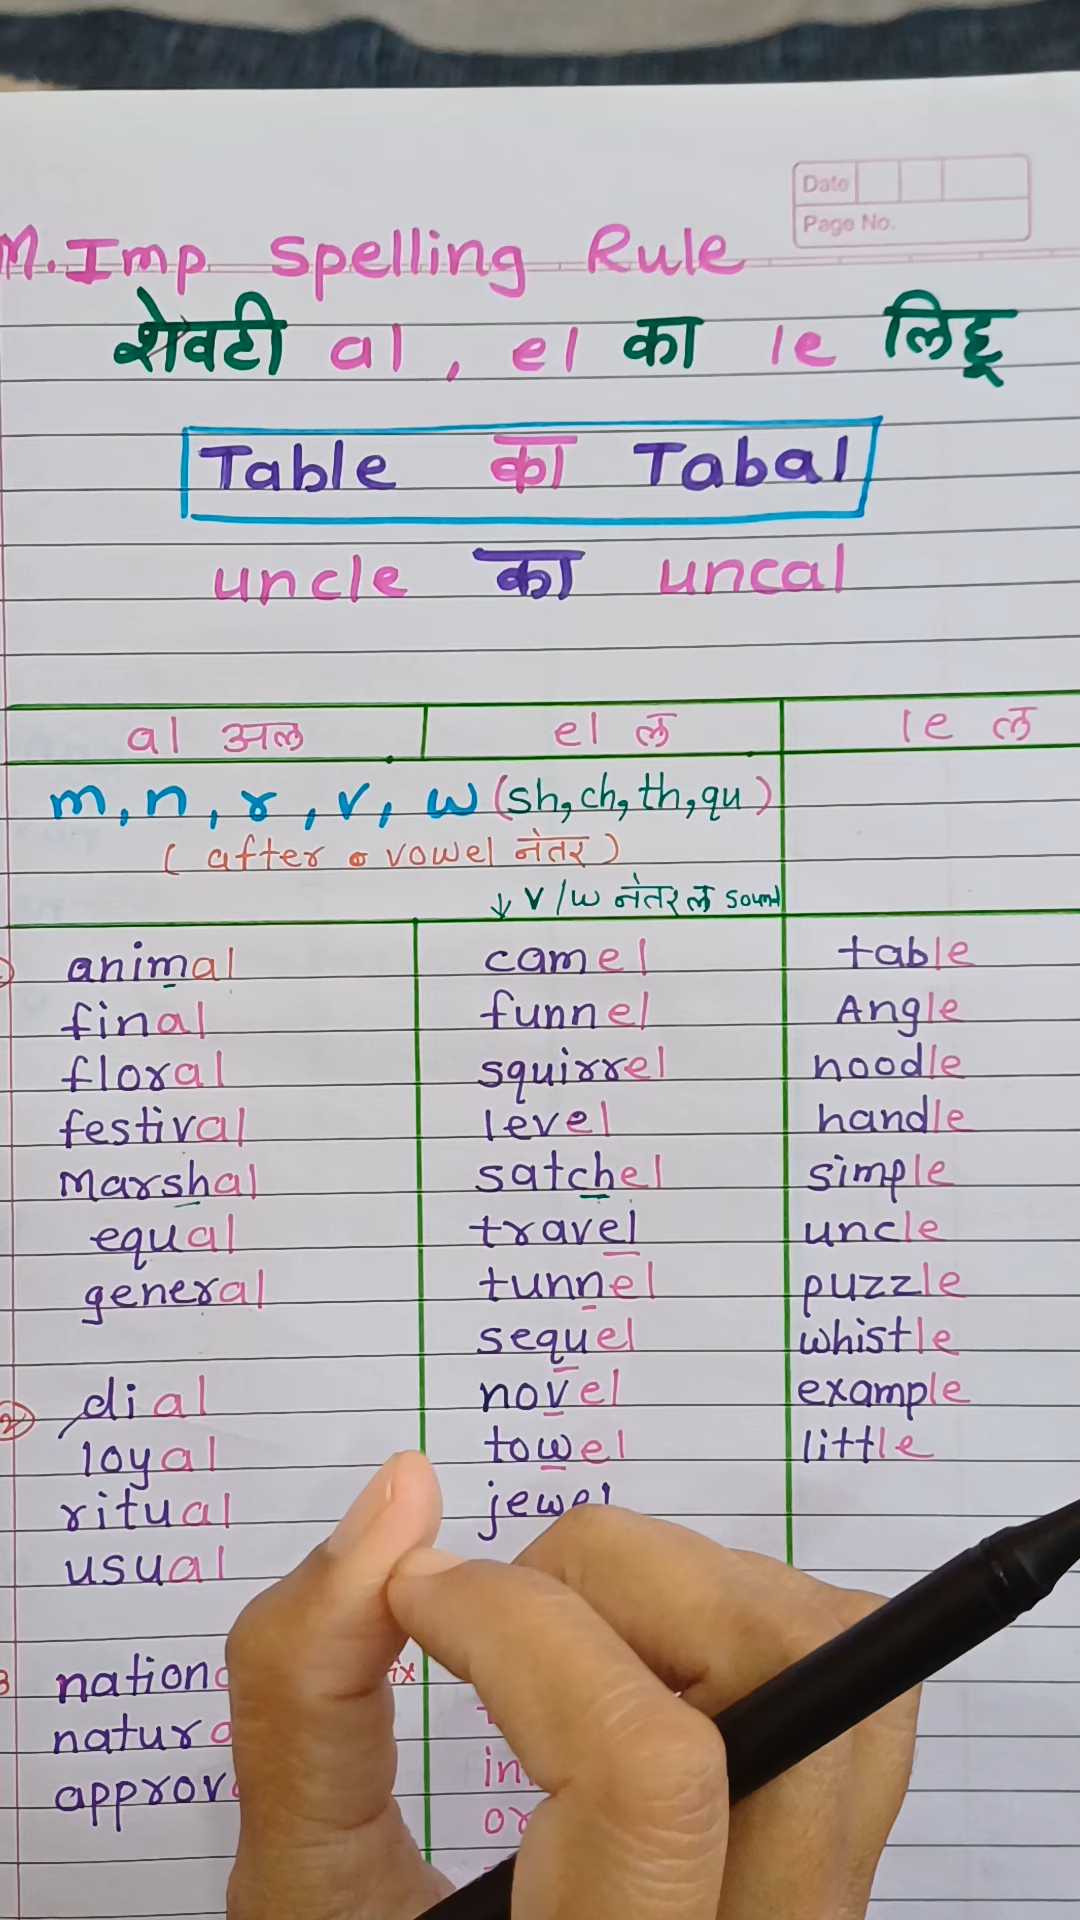 Date
Page No.
M. Imp Spelling Rule
शेवटी al, el का le लिहू
Table का Tabal
uncle का uncal
al अल el ल le ल
m, n, r, v, w (sh, ch, th, qu)
( after vowel नंतर )
↓ v/w नंतर ल sound
animal camel table
final funnel Angle
floral squirrel noodle
festival level handle
Marshal satchel simple
equal travel uncle
general tunnel puzzle
sequel whistle
② dial novel example
loyal towel little
ritual jewel
usual